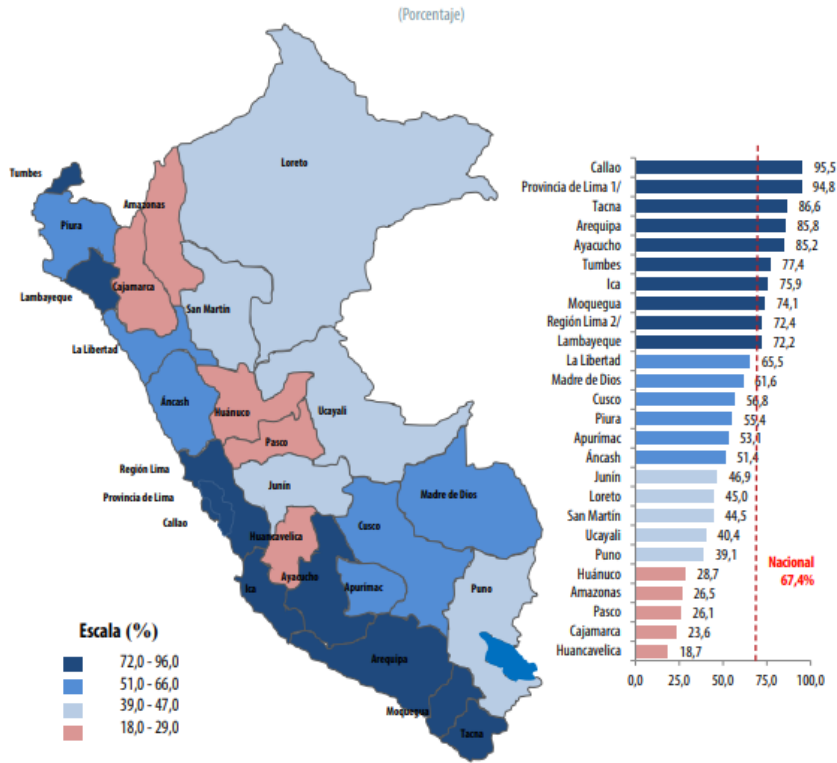 (Porcentaje)
Loreto
Tumbes
Amazonas
Piura
Cajamarca
Lambayeque
San Martín
La Libertad
Áncash
Huánuco
Ucayali
Pasco
Región Lima
Junín
Provincia de Lima
Madre de Dios
Callao
Cusco
Huancavelica
Ayacucho
Ica
Apurímac
Puno
Arequipa
Moquegua
Tacna
Escala (%)
72,0 - 96,0
51,0 - 66,0
39,0 - 47,0
18,0 - 29,0
Callao 95,5
Provincia de Lima 1/ 94,8
Tacna 86,6
Arequipa 85,8
Ayacucho 85,2
Tumbes 77,4
Ica 75,9
Moquegua 74,1
Región Lima 2/ 72,4
Lambayeque 72,2
La Libertad 65,5
Madre de Dios 61,6
Cusco 56,8
Piura 55,4
Apurímac 53,1
Áncash 51,4
Junín 46,9
Loreto 45,0
San Martín 44,5
Ucayali 40,4
Puno 39,1
Huánuco 28,7
Amazonas 26,5
Pasco 26,1
Cajamarca 23,6
Huancavelica 18,7
Nacional
67,4%
0,0 25,0 50,0 75,0 100,0